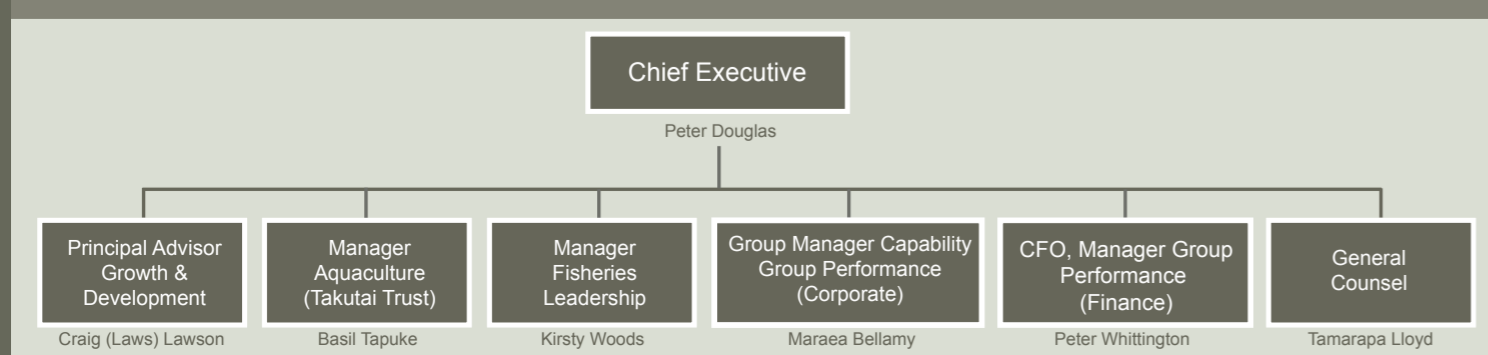 Chief Executive
Peter Douglas
Principal Advisor
Growth &
Development
Craig (Laws) Lawson
Manager
Aquaculture
(Takutai Trust)
Basil Tapuke
Manager
Fisheries
Leadership
Kirsty Woods
Group Manager Capability
Group Performance
(Corporate)
Maraea Bellamy
CFO, Manager Group
Performance
(Finance)
Peter Whittington
General
Counsel
Tamarapa Lloyd